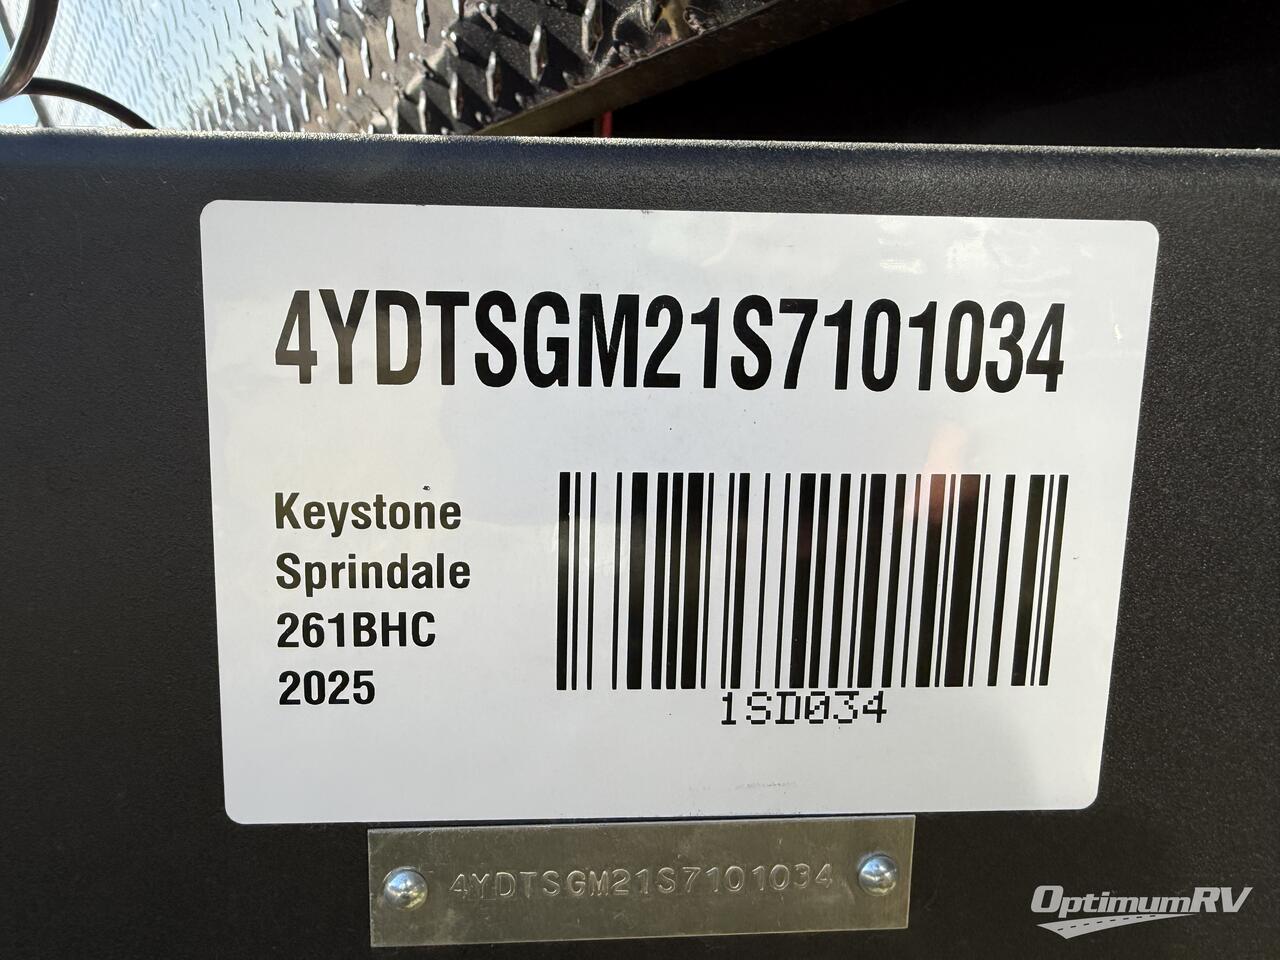 4YDTSGM21S7101034
Keystone
Sprindale
261BHC
2025
1SD034
4YDTSGM21S7101034
OptimumRV